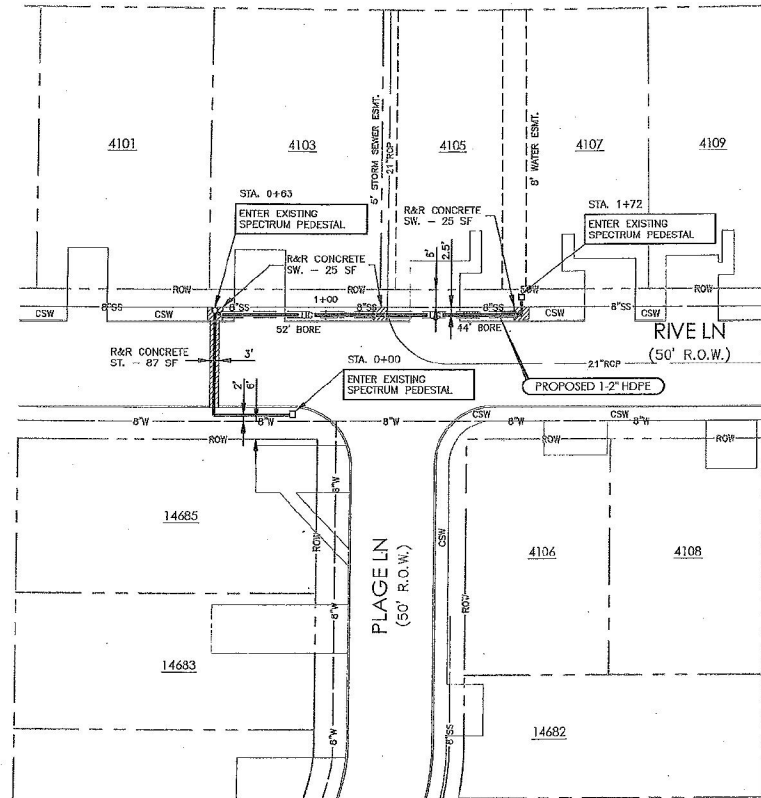 4101
4103
4105
4107
4109
5' STORM SEWER ESMT.
21"RCP
8' WATER ESMT.
STA. 0+63
ENTER EXISTING
SPECTRUM PEDESTAL
R&R CONCRETE
SW. - 25 SF
STA. 1+72
ENTER EXISTING
SPECTRUM PEDESTAL
R&R CONCRETE
SW. - 25 SF
5'
2.5'
ROW
ROW
ROW
ROW
8"SS
1+00
8"SS
8"SS
8"SS
CSW
CSW
CSW
CSW
52' BORE
44' BORE
RIVE LN
(50' R.O.W.)
R&R CONCRETE
ST. - 87 SF
3'
STA. 0+00
ENTER EXISTING
SPECTRUM PEDESTAL
21"RCP
PROPOSED 1-2" HDPE
2'
6'
8"W
8"W
8"W
CSW
8"W
CSW
8"W
ROW
ROW
ROW
14685
8"W
ROW
PLAGE LN
(50' R.O.W.)
CSW
4106
4108
ROW
8"W
14683
8"W
8"SS
14682